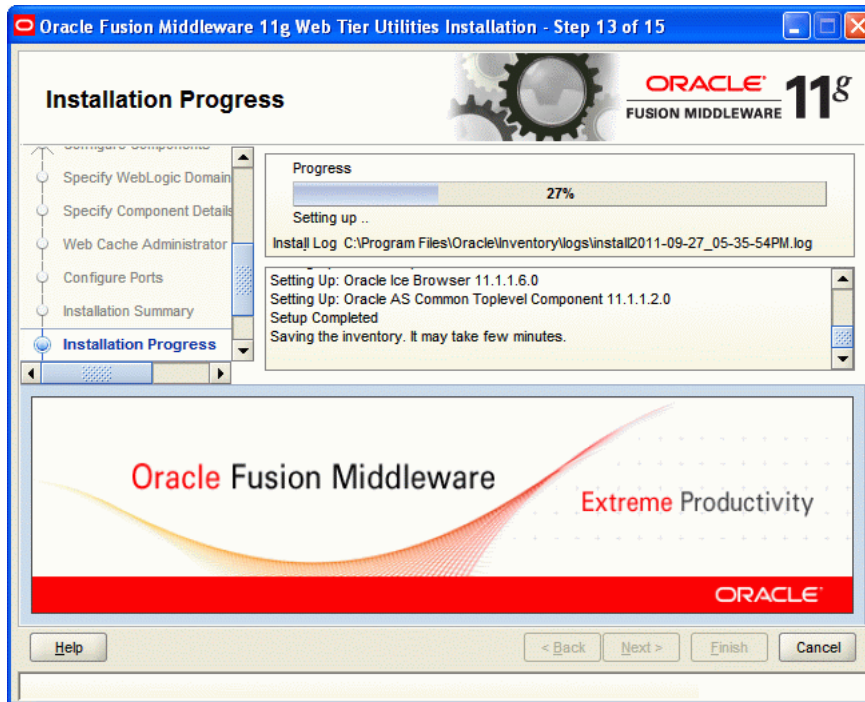 Oracle Fusion Middleware 11g Web Tier Utilities Installation - Step 13 of 15
Installation Progress
ORACLE
FUSION MIDDLEWARE
11g
Configure Components
Specify WebLogic Domain
Specify Component Details
Web Cache Administrator
Configure Ports
Installation Summary
Installation Progress
Progress
27%
Setting up ..
Install Log C:\Program Files\Oracle\Inventory\logs\install2011-09-27_05-35-54PM.log
Setting Up: Oracle Ice Browser 11.1.1.6.0
Setting Up: Oracle AS Common Toplevel Component 11.1.1.2.0
Setup Completed
Saving the inventory. It may take few minutes.
Oracle Fusion Middleware
Extreme Productivity
ORACLE
Help
< Back
Next >
Finish
Cancel